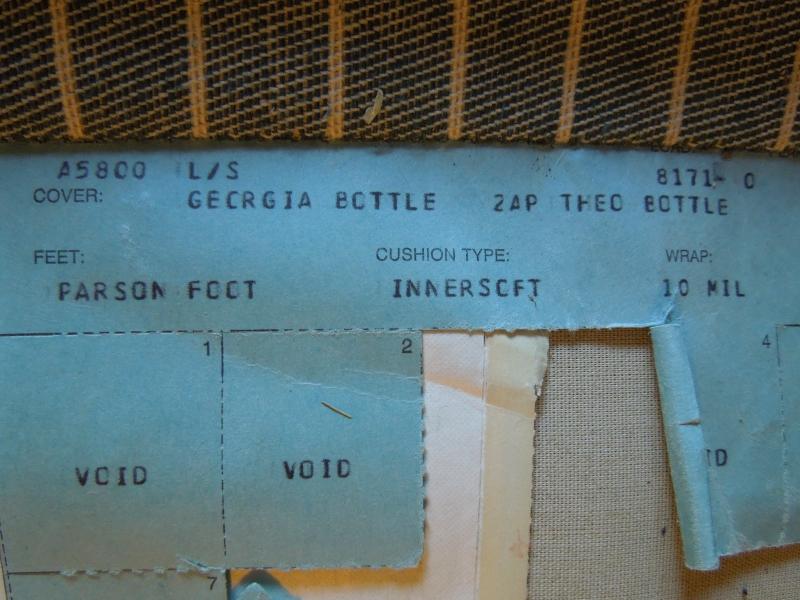 A5800 L/S 8171- 0
COVER: GEORGIA BOTTLE 2AP THEO BOTTLE
FEET: CUSHION TYPE: WRAP:
PARSON FOOT INNERSOFT 10 MIL
1 2 4
VOID VOID ID
7